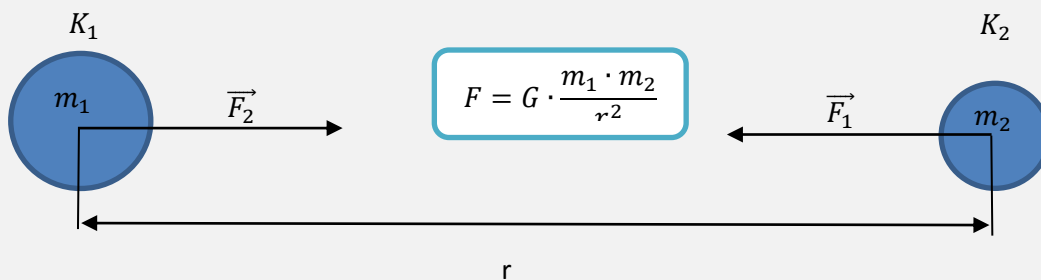 K₁ K₂
m₁ F₂⃗ F = G · (m₁ · m₂)/r² F₁⃗ m₂
r